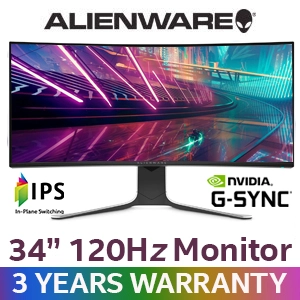 ALIENWARE
IPS
In-Plane Switching
NVIDIA
G-SYNC
34” 120Hz Monitor
3 YEARS WARRANTY